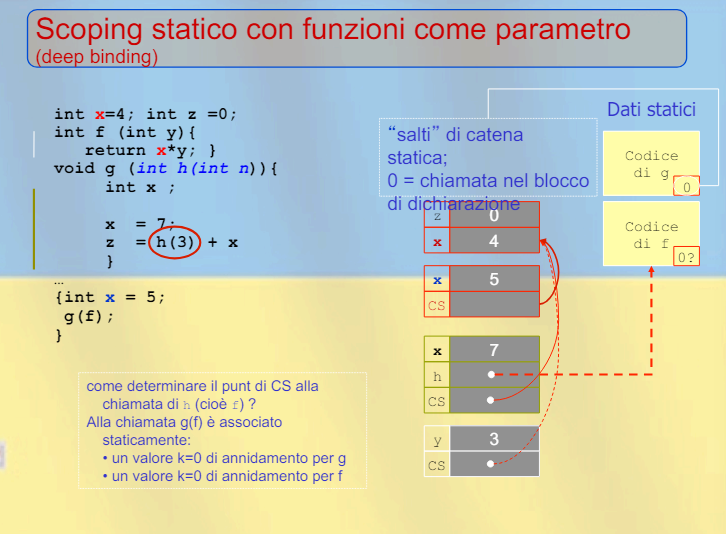 Scoping statico con funzioni come parametro
(deep binding)
int x=4; int z =0;
int f (int y){
return x*y; }
void g (int h(int n)){
int x ;
x = 7;
z = h(3) + x
}
…
{int x = 5;
g(f);
}
come determinare il punt di CS alla
chiamata di h (cioè f) ?
Alla chiamata g(f) è associato
staticamente:
• un valore k=0 di annidamento per g
• un valore k=0 di annidamento per f
“salti” di catena
statica;
0 = chiamata nel blocco
di dichiarazione
z 0
x 4
x 5
CS
x 7
h
CS
y 3
CS
Dati statici
Codice
di g
0
Codice
di f
0?